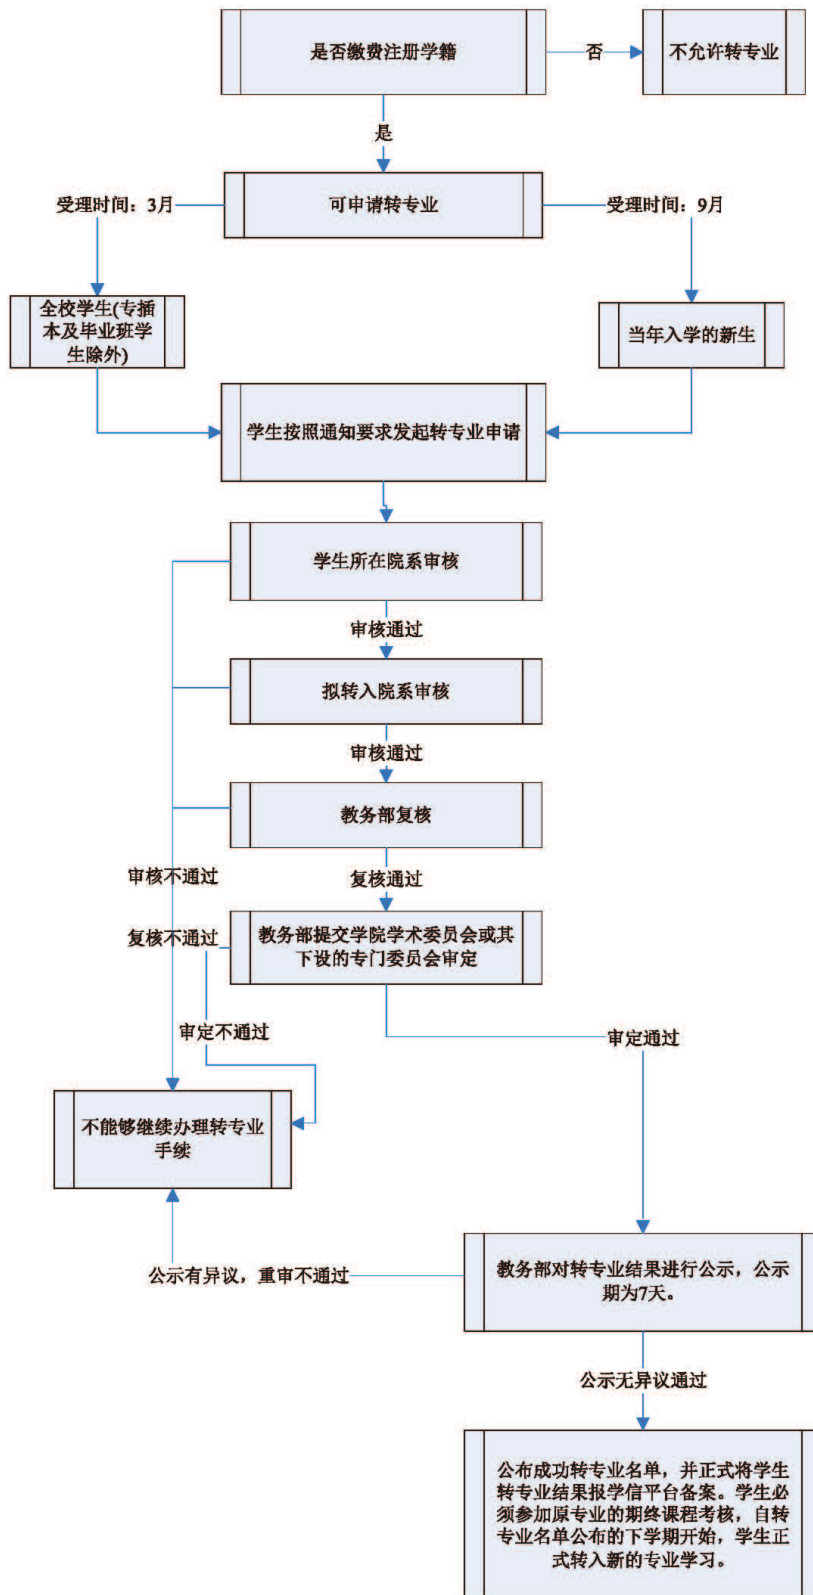 是否缴费注册学籍
否
不允许转专业
是
受理时间：3月
可申请转专业
受理时间：9月
全校学生(专插
本及毕业班学
生除外)
当年入学的新生
学生按照通知要求发起转专业申请
学生所在院系审核
审核通过
拟转入院系审核
审核通过
教务部复核
审核不通过
复核通过
复核不通过
教务部提交学院学术委员会或其
下设的专门委员会审定
审定不通过
审定通过
不能够继续办理转专业
手续
公示有异议，重审不通过
教务部对转专业结果进行公示，公示
期为7天。
公示无异议通过
公布成功转专业名单，并正式将学生
转专业结果报学信平台备案。学生必
须参加原专业的期终课程考核，自转
专业名单公布的下学期开始，学生正
式转入新的专业学习。